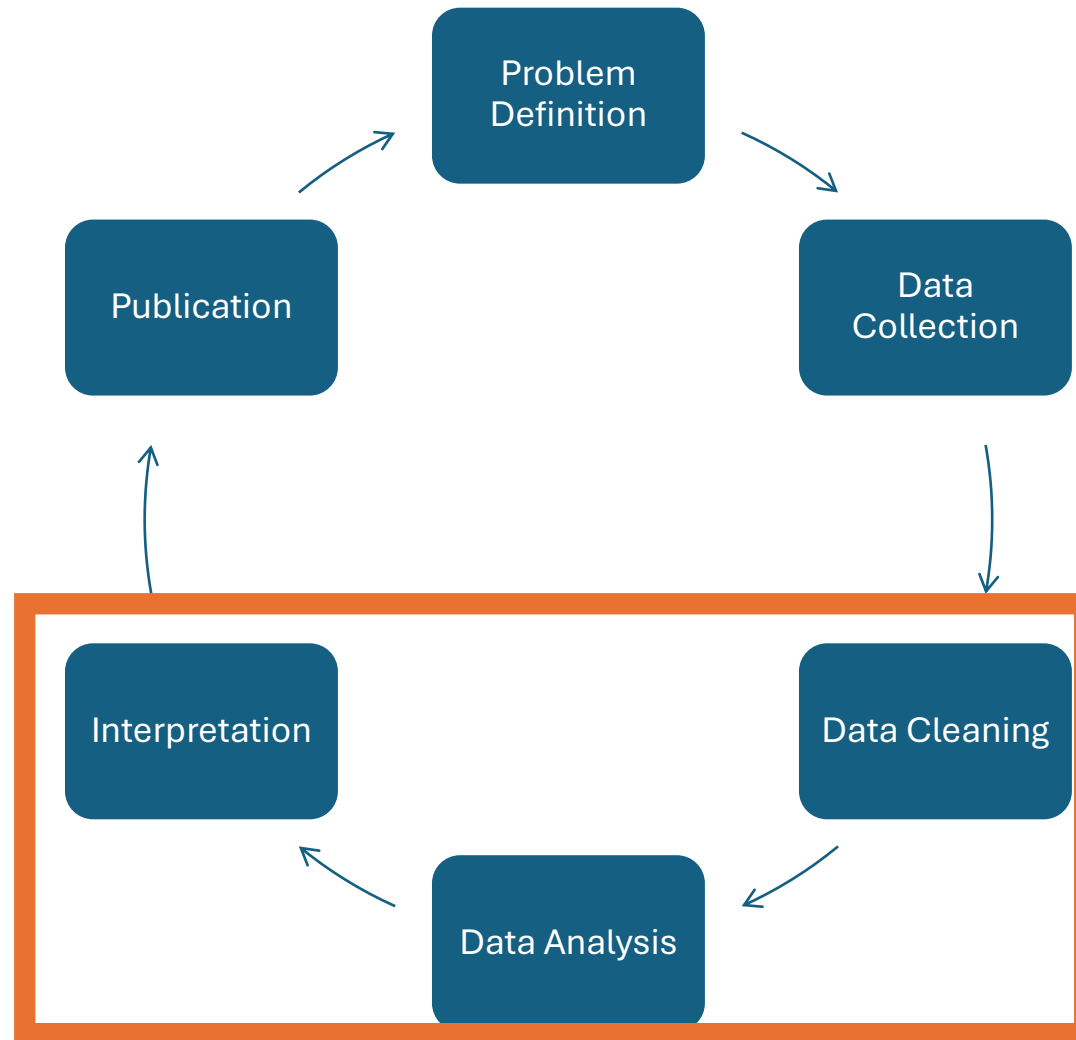 Problem
Definition
Data
Collection
Data Cleaning
Data Analysis
Interpretation
Publication